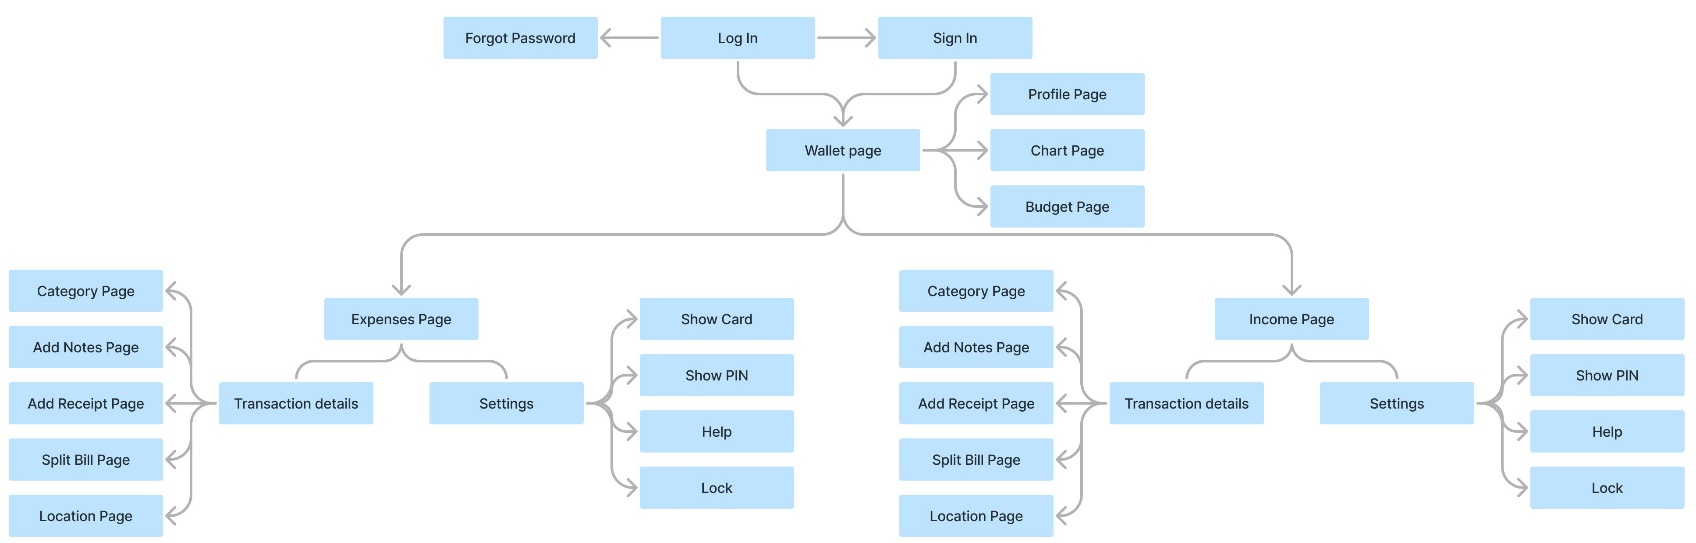 Forgot Password
Log In
Sign In
Profile Page
Wallet page
Chart Page
Budget Page
Category Page
Add Notes Page
Add Receipt Page
Split Bill Page
Location Page
Expenses Page
Transaction details
Settings
Show Card
Show PIN
Help
Lock
Category Page
Add Notes Page
Add Receipt Page
Split Bill Page
Location Page
Income Page
Transaction details
Settings
Show Card
Show PIN
Help
Lock